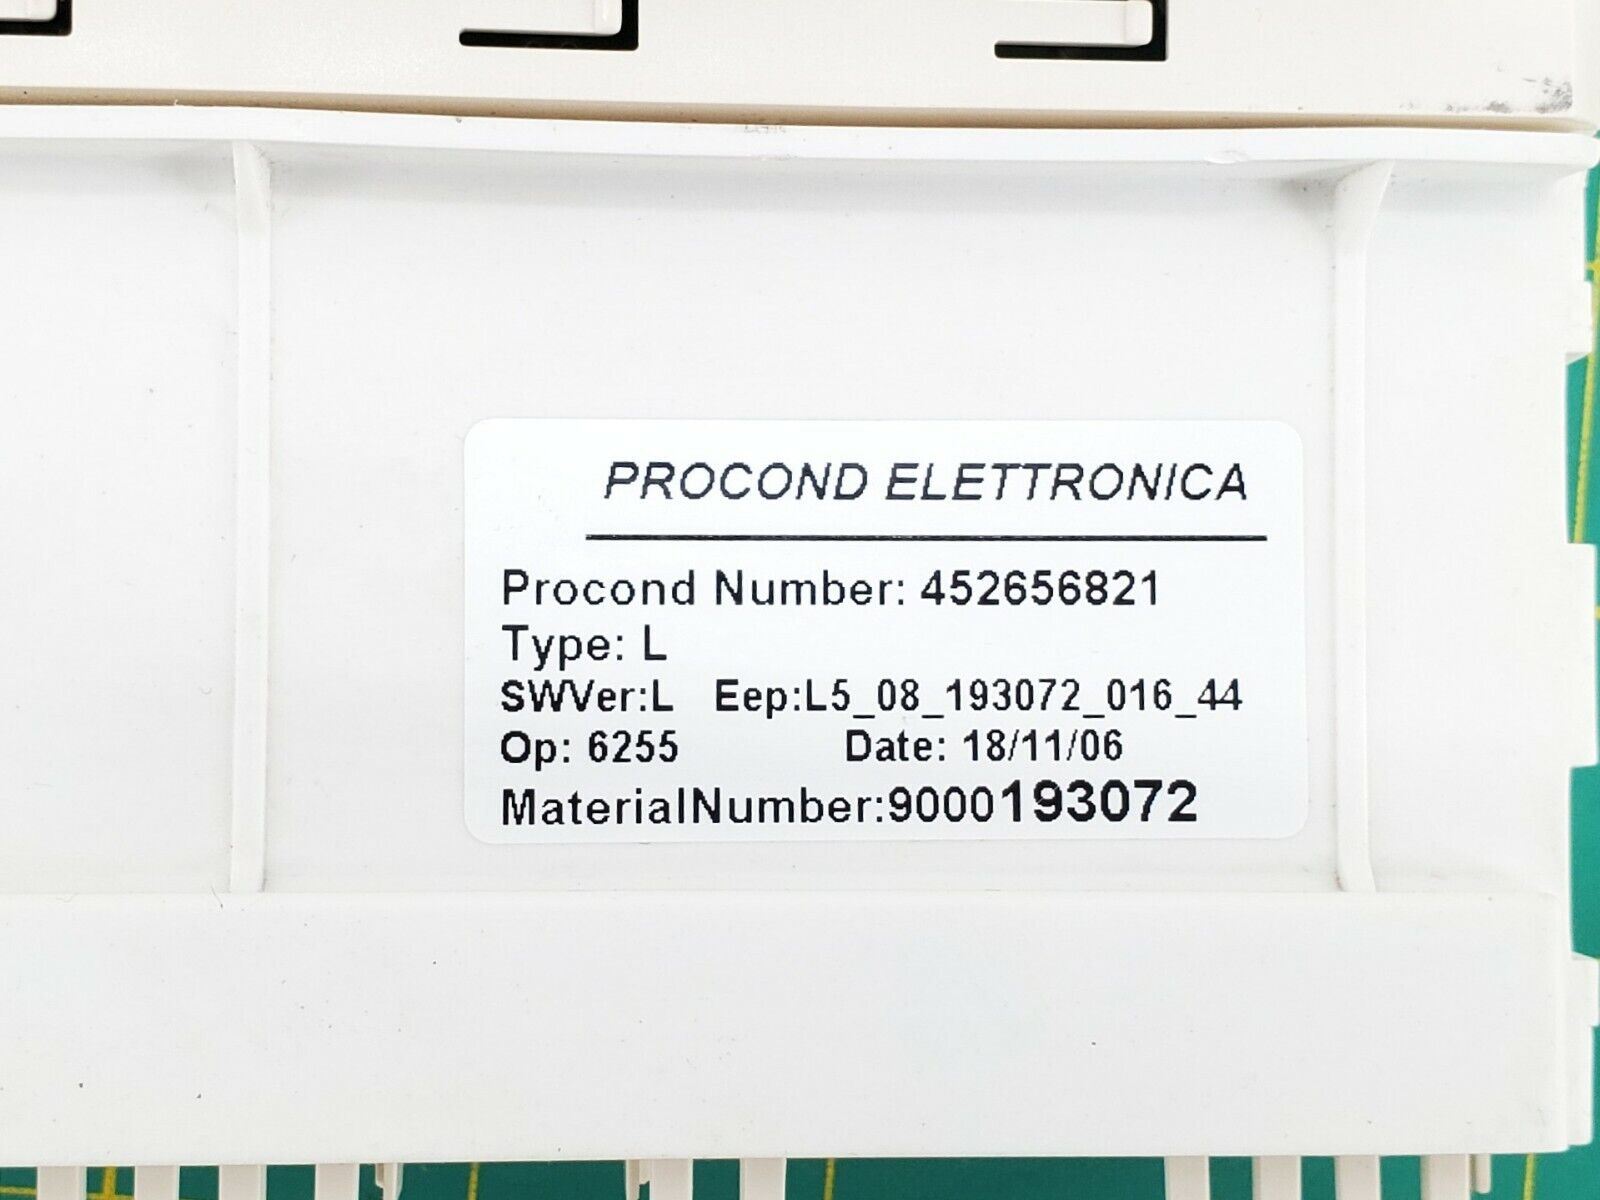 PROCOND ELETTRONICA
Procond Number: 452656821
Type: L
SWVer:L Eep:L5_08_193072_016_44
Op: 6255 Date: 18/11/06
MaterialNumber:9000193072